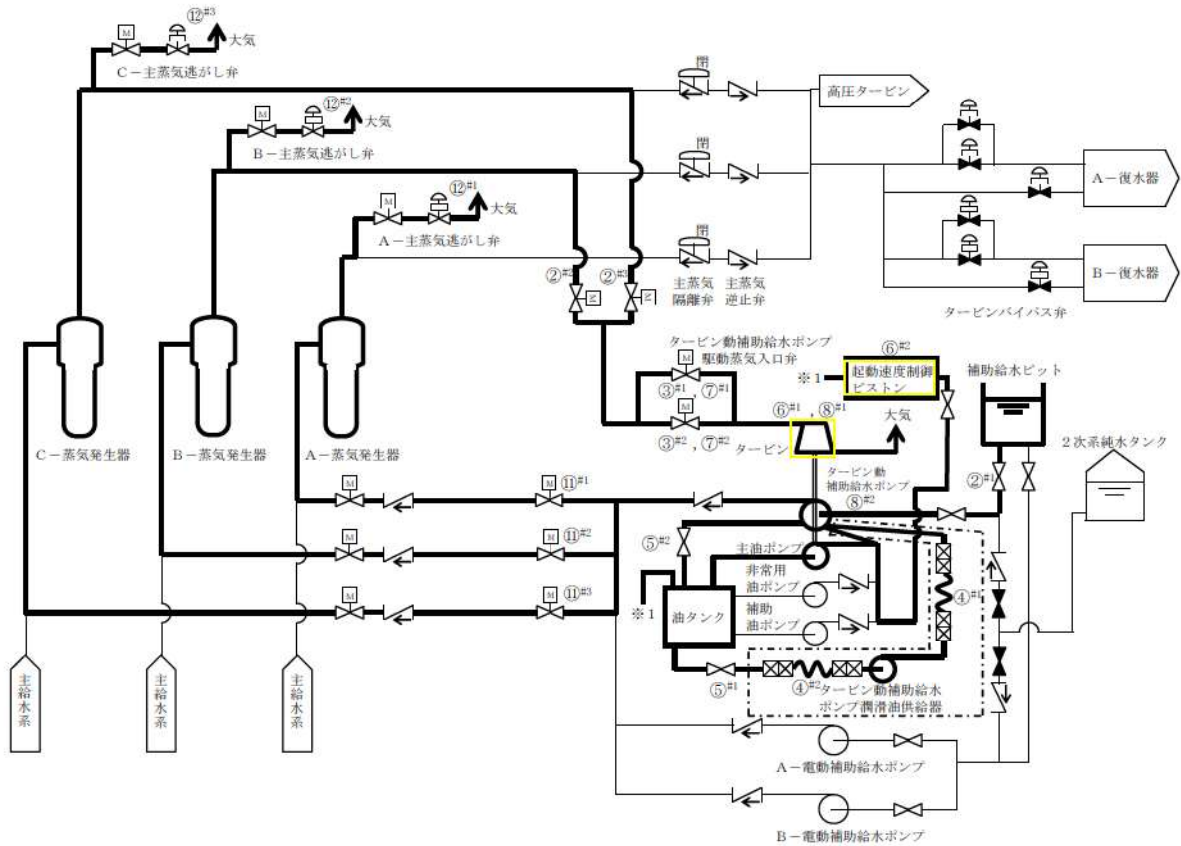 ⑫#3
M
大気
C－主蒸気逃がし弁
閉
高圧タービン
⑫#2
M
大気
B－主蒸気逃がし弁
閉
A－復水器
⑫#1
M
大気
A－主蒸気逃がし弁
閉
B－復水器
②#2
②#3
M
M
主蒸気
隔離弁
主蒸気
逆止弁
タービンバイパス弁
タービン動補助給水ポンプ
駆動蒸気入口弁
M
③#1 , ⑦#1
M
③#2 , ⑦#2
⑥#2
※1
起動速度制御
ピストン
補助給水ピット
⑥#1 , ⑧#1
大気
タービン
2次系純水タンク
C－蒸気発生器
B－蒸気発生器
A－蒸気発生器
タービン動
補助給水ポンプ
⑧#2
②#1
M
M
⑪#1
M
M
⑪#2
M
M
⑪#3
⑤#2
主油ポンプ
非常用
油ポンプ
補助
油ポンプ
※1
油タンク
④#1
⑤#1
④#2
タービン動補助給水
ポンプ潤滑油供給器
主給水系
主給水系
主給水系
A－電動補助給水ポンプ
B－電動補助給水ポンプ